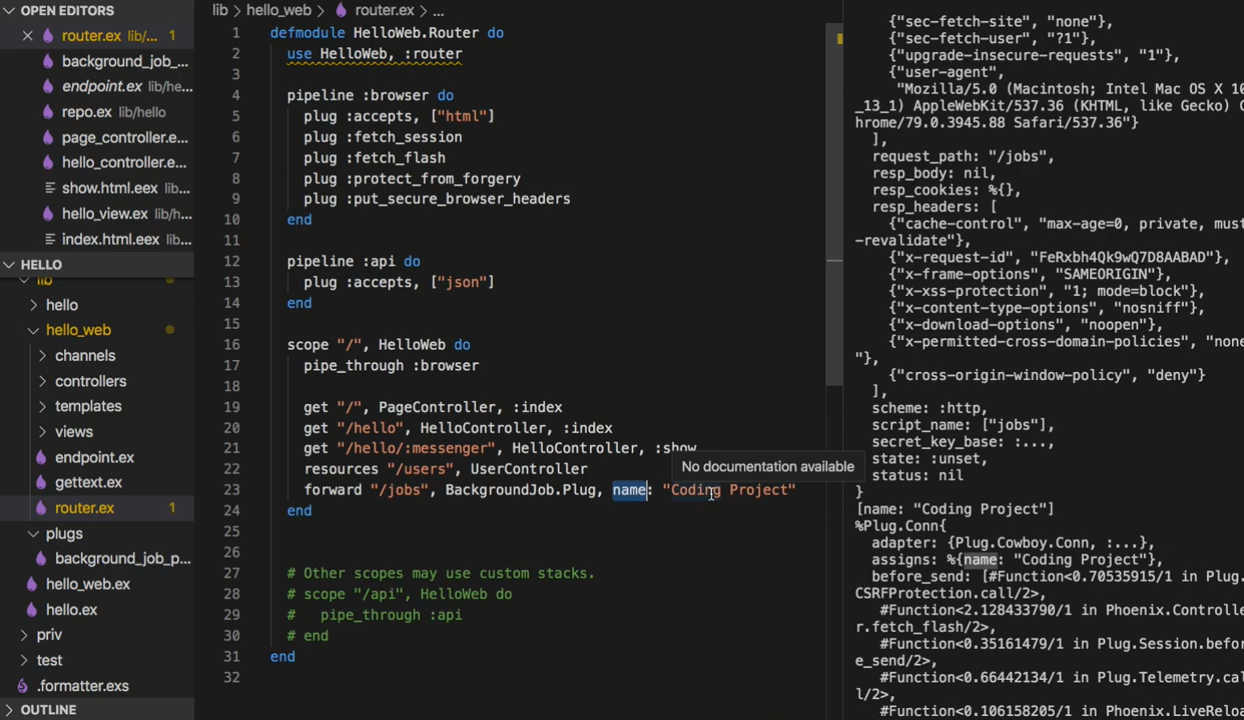 OPEN EDITORS
router.ex lib/... 1
background_job_...
endpoint.ex lib/he...
repo.ex lib/hello
page_controller.e...
hello_controller.e...
show.html.eex lib...
hello_view.ex lib/h...
index.html.eex lib...
HELLO
lib
hello
hello_web
channels
controllers
templates
views
endpoint.ex
gettext.ex
router.ex 1
plugs
background_job_p...
hello_web.ex
hello.ex
priv
test
.formatter.exs
OUTLINE
lib > hello_web > router.ex > ...
1 defmodule HelloWeb.Router do
2 use HelloWeb, :router
3
4 pipeline :browser do
5 plug :accepts, ["html"]
6 plug :fetch_session
7 plug :fetch_flash
8 plug :protect_from_forgery
9 plug :put_secure_browser_headers
10 end
11
12 pipeline :api do
13 plug :accepts, ["json"]
14 end
15
16 scope "/", HelloWeb do
17 pipe_through :browser
18
19 get "/", PageController, :index
20 get "/hello", HelloController, :index
21 get "/hello/:messenger", HelloController, :show
22 resources "/users", UserController
No documentation available
23 forward "/jobs", BackgroundJob.Plug, name: "Coding Project"
24 end
25
26
27 # Other scopes may use custom stacks.
28 # scope "/api", HelloWeb do
29 # pipe_through :api
30 # end
31 end
32
{"sec-fetch-site", "none"},
{"sec-fetch-user", "?1"},
{"upgrade-insecure-requests", "1"},
{"user-agent",
"Mozilla/5.0 (Macintosh; Intel Mac OS X 10
_13_1) AppleWebKit/537.36 (KHTML, like Gecko) C
hrome/79.0.3945.88 Safari/537.36"}
],
request_path: "/jobs",
resp_body: nil,
resp_cookies: %{},
resp_headers: [
{"cache-control", "max-age=0, private, must
-revalidate"},
{"x-request-id", "FeRxbh4Qk9wQ7D8AABAD"},
{"x-frame-options", "SAMEORIGIN"},
{"x-xss-protection", "1; mode=block"},
{"x-content-type-options", "nosniff"},
{"x-download-options", "noopen"},
{"x-permitted-cross-domain-policies", "none
"},
{"cross-origin-window-policy", "deny"}
],
scheme: :http,
script_name: ["jobs"],
secret_key_base: :...,
state: :unset,
status: nil
}
[name: "Coding Project"]
%Plug.Conn{
adapter: {Plug.Cowboy.Conn, :...},
assigns: %{name: "Coding Project"},
before_send: [#Function<0.70535915/1 in Plug.
CSRFProtection.call/2>,
#Function<2.128433790/1 in Phoenix.Controlle
r.fetch_flash/2>,
#Function<0.35161479/1 in Plug.Session.befor
e_send/2>,
#Function<0.66442134/1 in Plug.Telemetry.cal
l/2>,
#Function<0.106158205/1 in Phoenix.LiveReloa